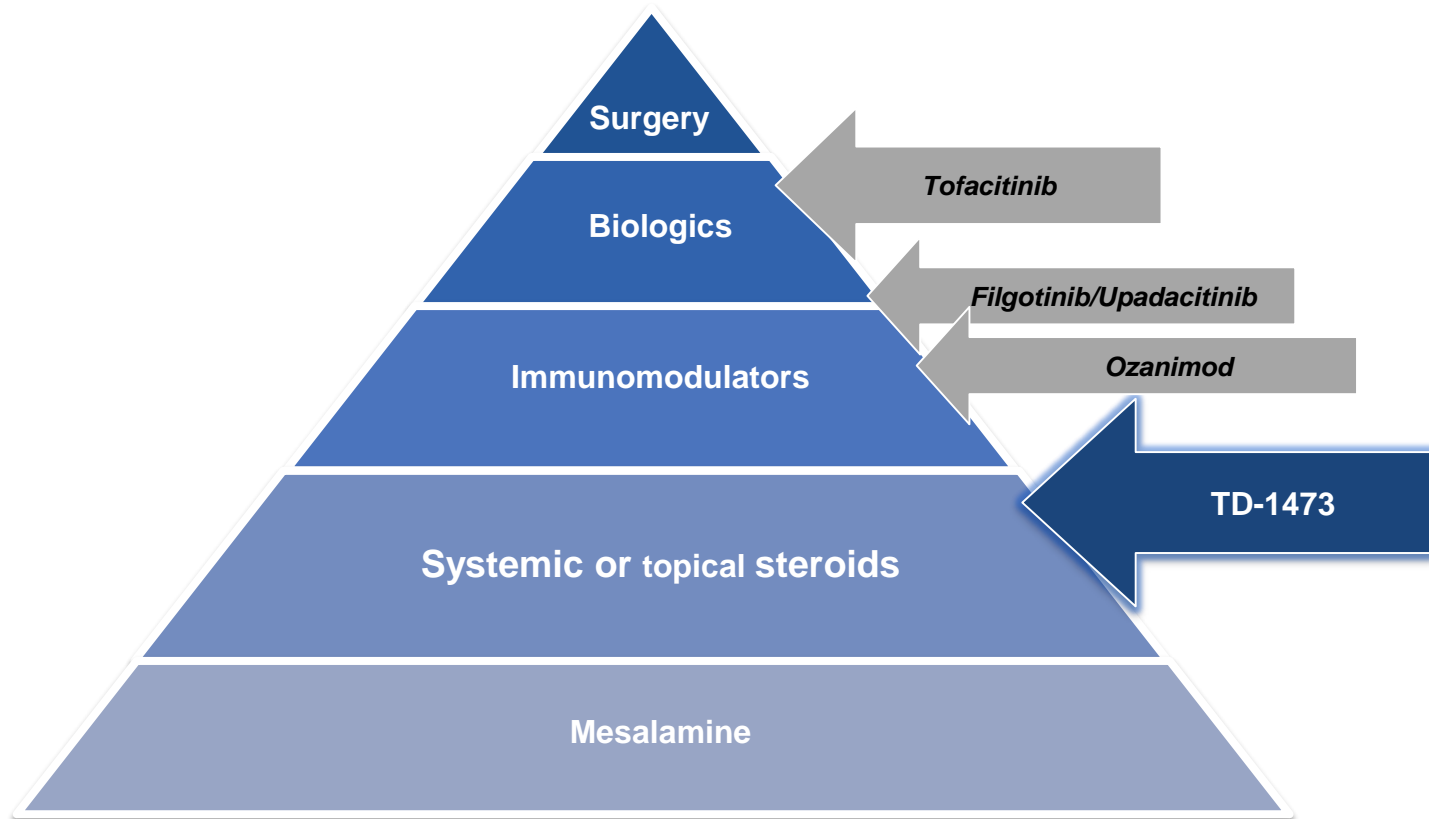 Surgery
Tofacitinib
Biologics
Filgotinib/Upadacitinib
Ozanimod
Immunomodulators
TD-1473
Systemic or topical steroids
Mesalamine